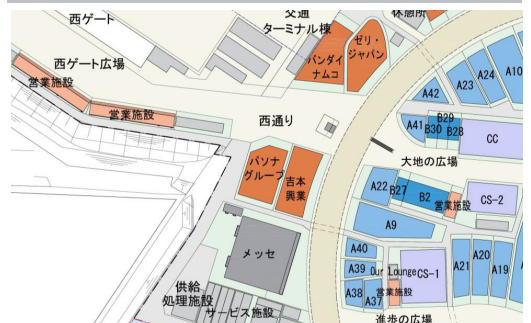 西ゲート
交通
ターミナル棟
休憩所
ゼリ・
ジャパン
バンダイ
ナムコ
西ゲート広場
営業施設
営業施設
西通り
A42
A23
A24
A10
A41
B30
B29
B28
CC
大地の広場
パソナ
グループ
吉本
興業
A22
B27
B2
営業施設
CS-2
A9
メッセ
A40
A39
A38
A37
Our Lounge
営業施設
CS-1
A21
A20
A19
供給
処理施設
サービス施設
進歩の広場